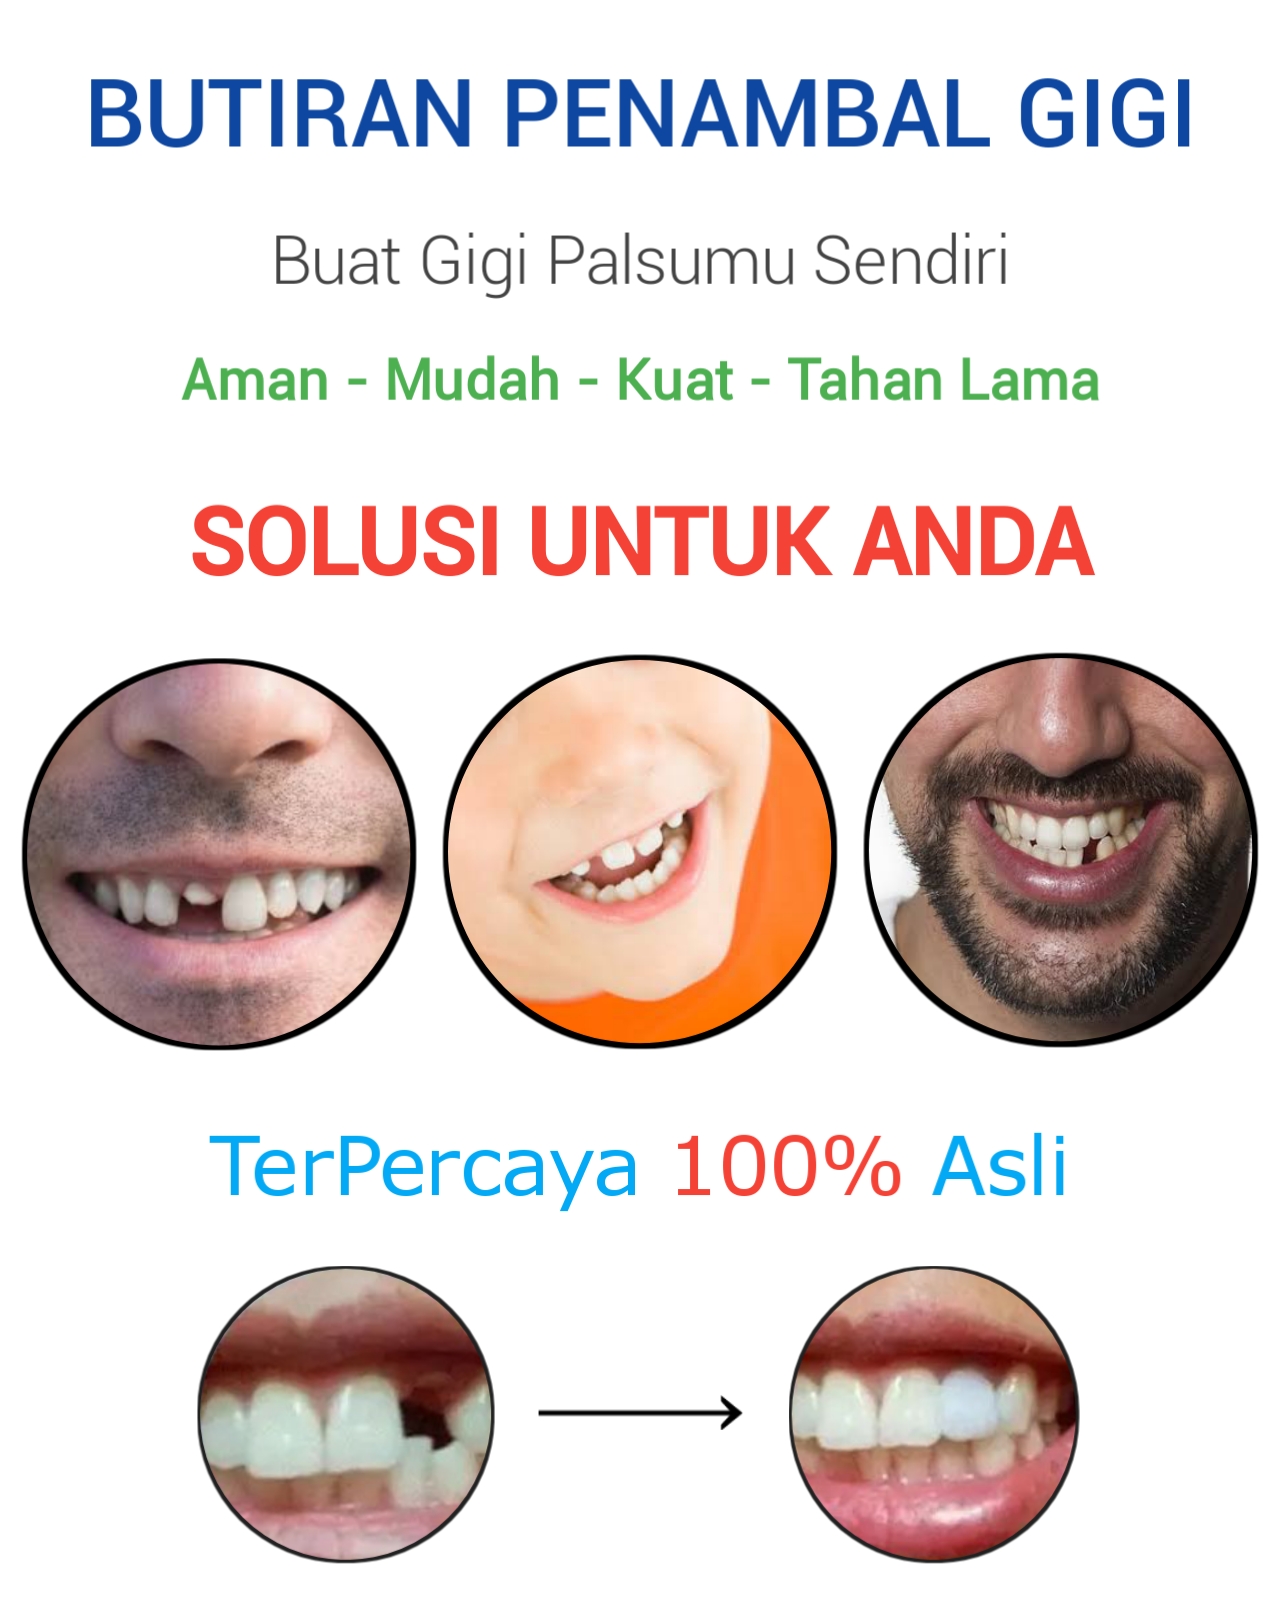 BUTIRAN PENAMBAL GIGI
Buat Gigi Palsumu Sendiri
Aman - Mudah - Kuat - Tahan Lama
SOLUSI UNTUK ANDA
TerPercaya 100% Asli